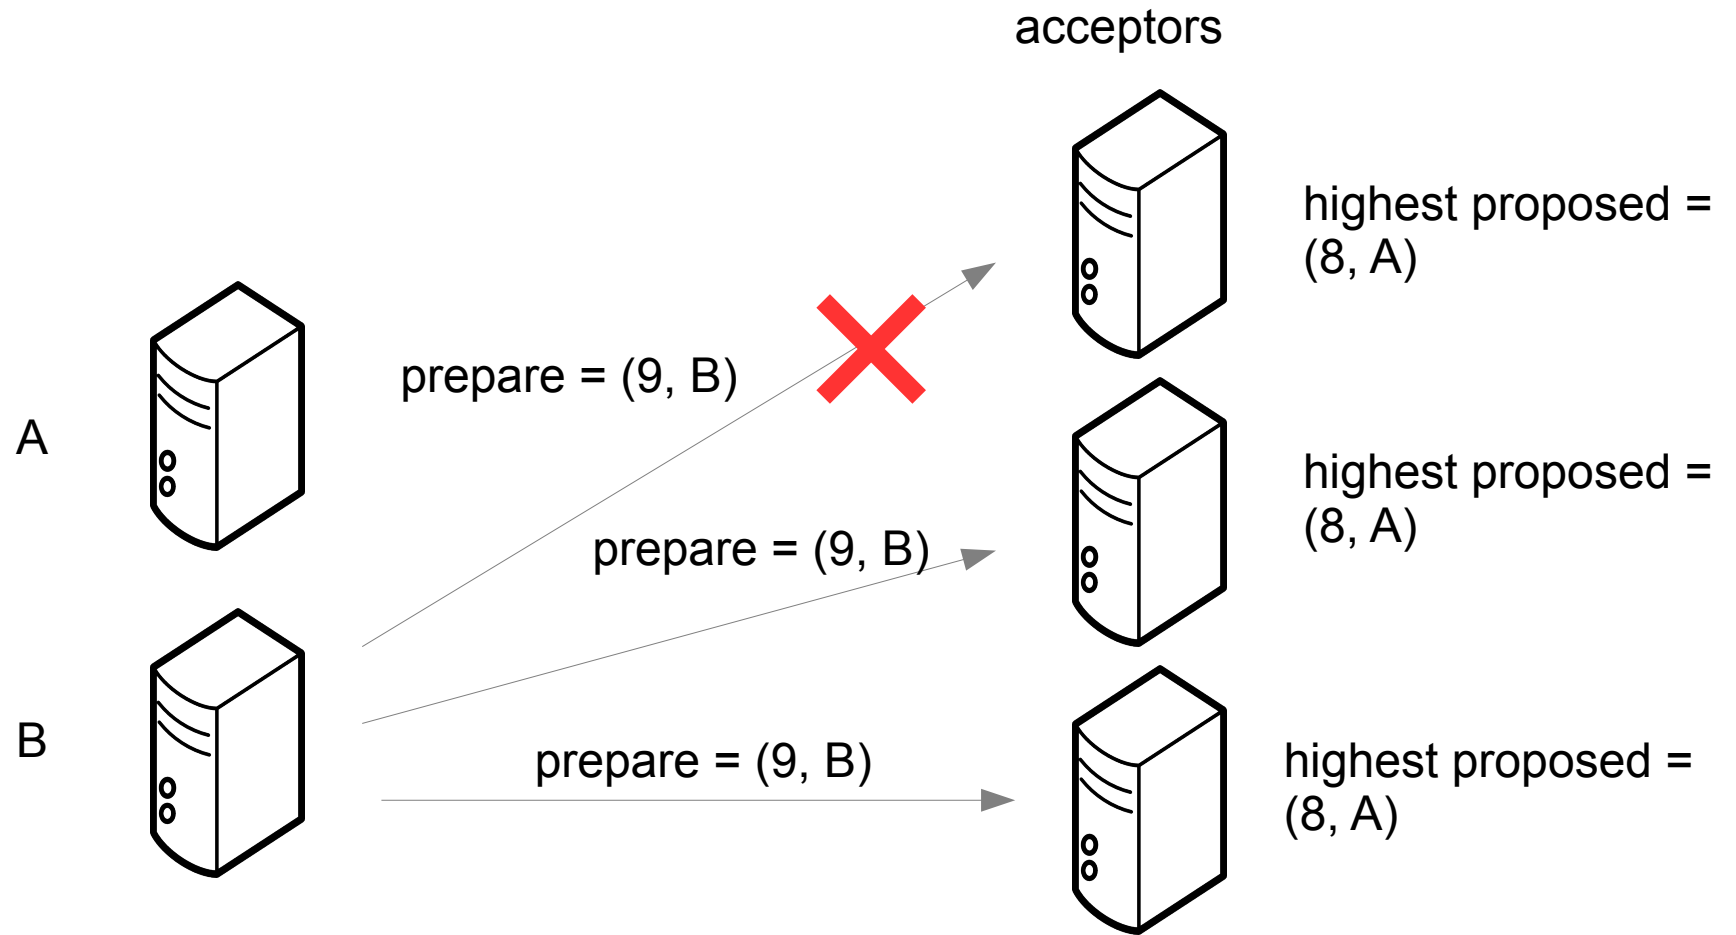 acceptors
highest proposed =
(8, A)
prepare = (9, B)
A
highest proposed =
(8, A)
prepare = (9, B)
B
prepare = (9, B)
highest proposed =
(8, A)